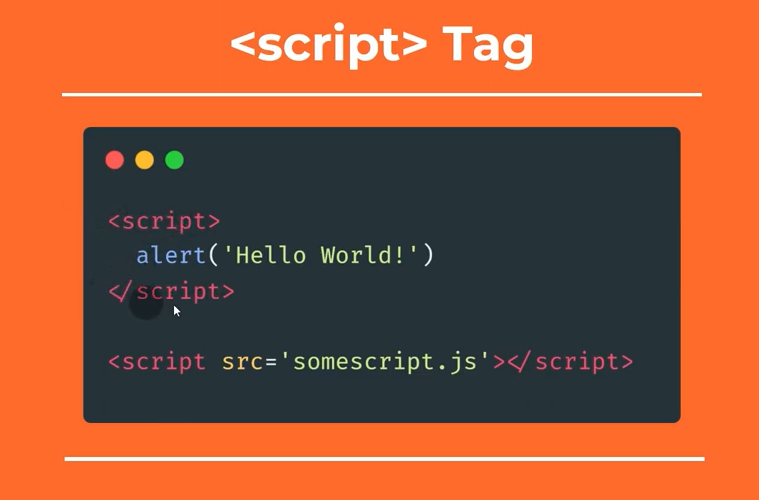 <script> Tag
<script>
alert('Hello World!')
</script>
<script src='somescript.js'></script>